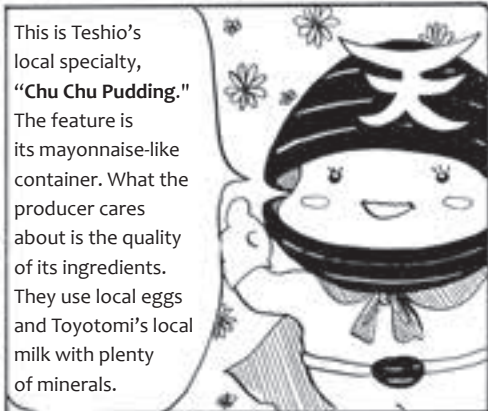 This is Teshio’s
local specialty,
“Chu Chu Pudding."
The feature is
its mayonnaise-like
container. What the
producer cares
about is the quality
of its ingredients.
They use local eggs
and Toyotomi’s local
milk with plenty
of minerals.
天